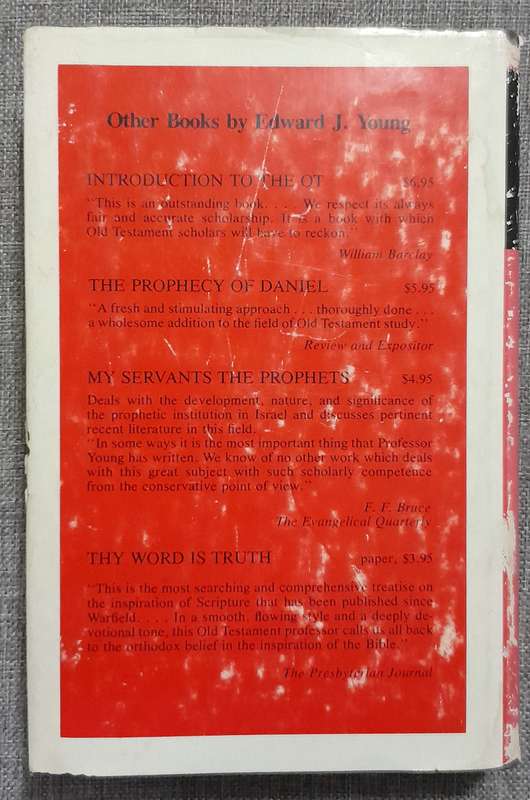 Other Books by Edward J. Young
INTRODUCTION TO THE OT $6.95
"This is an outstanding book. . . . We respect its always
fair and accurate scholarship. It is a book with which
Old Testament scholars will have to reckon."
William Barclay
THE PROPHECY OF DANIEL $5.95
"A fresh and stimulating approach . . . thoroughly done . . .
a wholesome addition to the field of Old Testament study."
Review and Expositor
MY SERVANTS THE PROPHETS $4.95
Deals with the development, nature, and significance of
the prophetic institution in Israel and discusses pertinent
recent literature in this field.
"In some ways it is the most important thing that Professor
Young has written. We know of no other work which deals
with this great subject with such scholarly competence
from the conservative point of view."
F. F. Bruce
The Evangelical Quarterly
THY WORD IS TRUTH paper, $3.95
"This is the most searching and comprehensive treatise on
the inspiration of Scripture that has been published since
Warfield. . . . In a smooth, flowing style and a deeply de-
votional tone, this Old Testament professor calls us all back
to the orthodox belief in the inspiration of the Bible."
The Presbyterian Journal